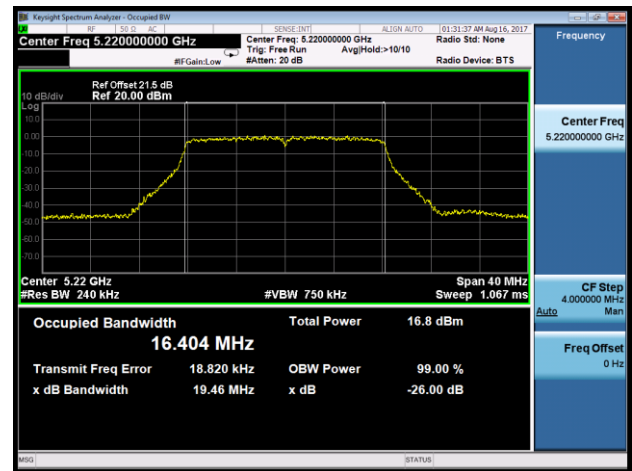 Keysight Spectrum Analyzer - Occupied BW
RF 50 Ω AC SENSE:INT ALIGN AUTO 01:31:37 AM Aug 16, 2017
Center Freq 5.220000000 GHz
Center Freq: 5.220000000 GHz Radio Std: None
Trig: Free Run Avg|Hold:>10/10
#IFGain:Low #Atten: 20 dB Radio Device: BTS
Frequency
Ref Offset 21.5 dB
10 dB/div Ref 20.00 dBm
Log
10.0
0.00
-10.0
-20.0
-30.0
-40.0
-50.0
-60.0
-70.0
Center 5.22 GHz Span 40 MHz
#Res BW 240 kHz #VBW 750 kHz Sweep 1.067 ms
Occupied Bandwidth Total Power 16.8 dBm
16.404 MHz
Transmit Freq Error 18.820 kHz OBW Power 99.00 %
x dB Bandwidth 19.46 MHz x dB -26.00 dB
Center Freq
5.220000000 GHz
CF Step
4.000000 MHz
Auto Man
Freq Offset
0 Hz
MSG STATUS